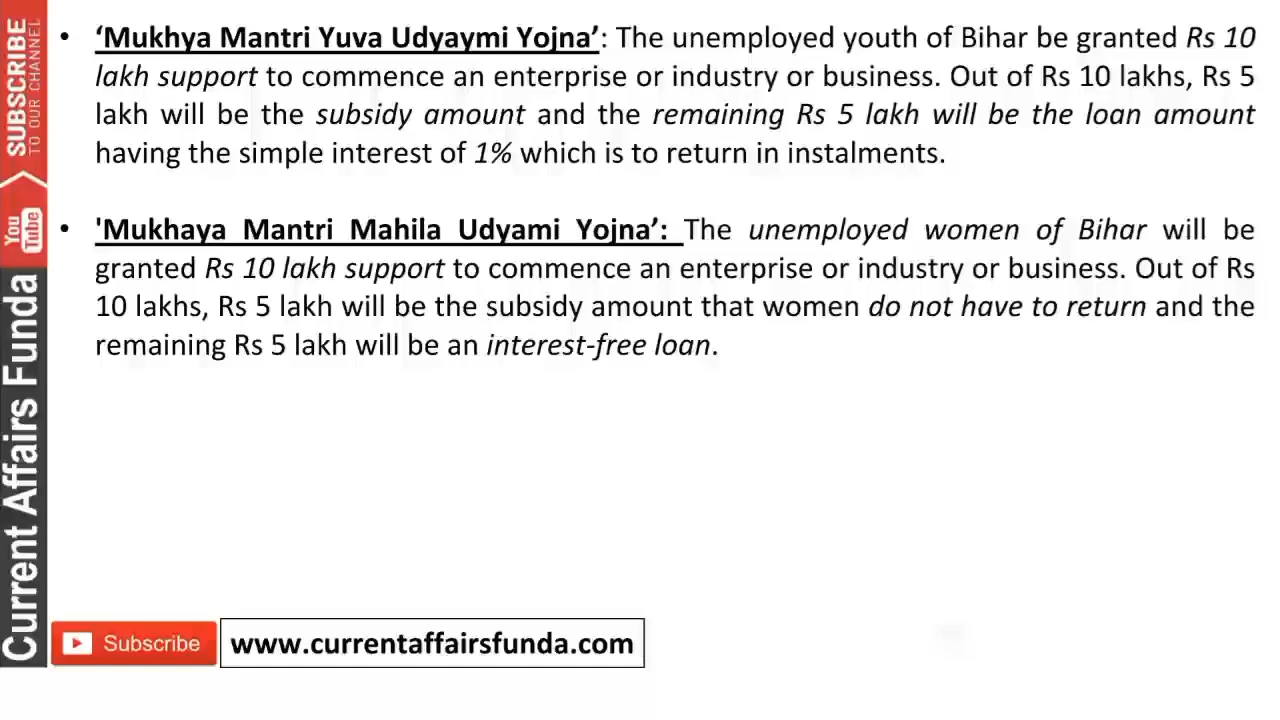 • ‘Mukhya Mantri Yuva Udyaymi Yojna’: The unemployed youth of Bihar be granted Rs 10
lakh support to commence an enterprise or industry or business. Out of Rs 10 lakhs, Rs 5
lakh will be the subsidy amount and the remaining Rs 5 lakh will be the loan amount
having the simple interest of 1% which is to return in instalments.
• 'Mukhaya Mantri Mahila Udyami Yojna’: The unemployed women of Bihar will be
granted Rs 10 lakh support to commence an enterprise or industry or business. Out of Rs
10 lakhs, Rs 5 lakh will be the subsidy amount that women do not have to return and the
remaining Rs 5 lakh will be an interest-free loan.
SUBSCRIBE
TO OUR CHANNEL
You
Tube
Current Affairs Funda
Subscribe
www.currentaffairsfunda.com